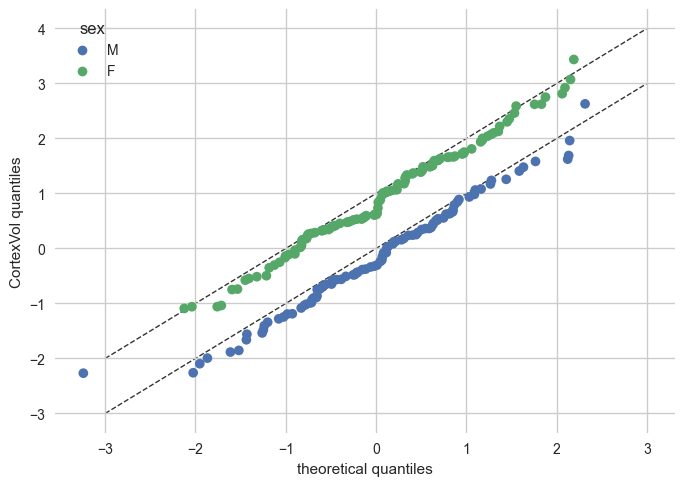 sex
M
F
4
3
2
1
0
−1
−2
−3
CortexVol quantiles
−3 −2 −1 0 1 2 3
theoretical quantiles